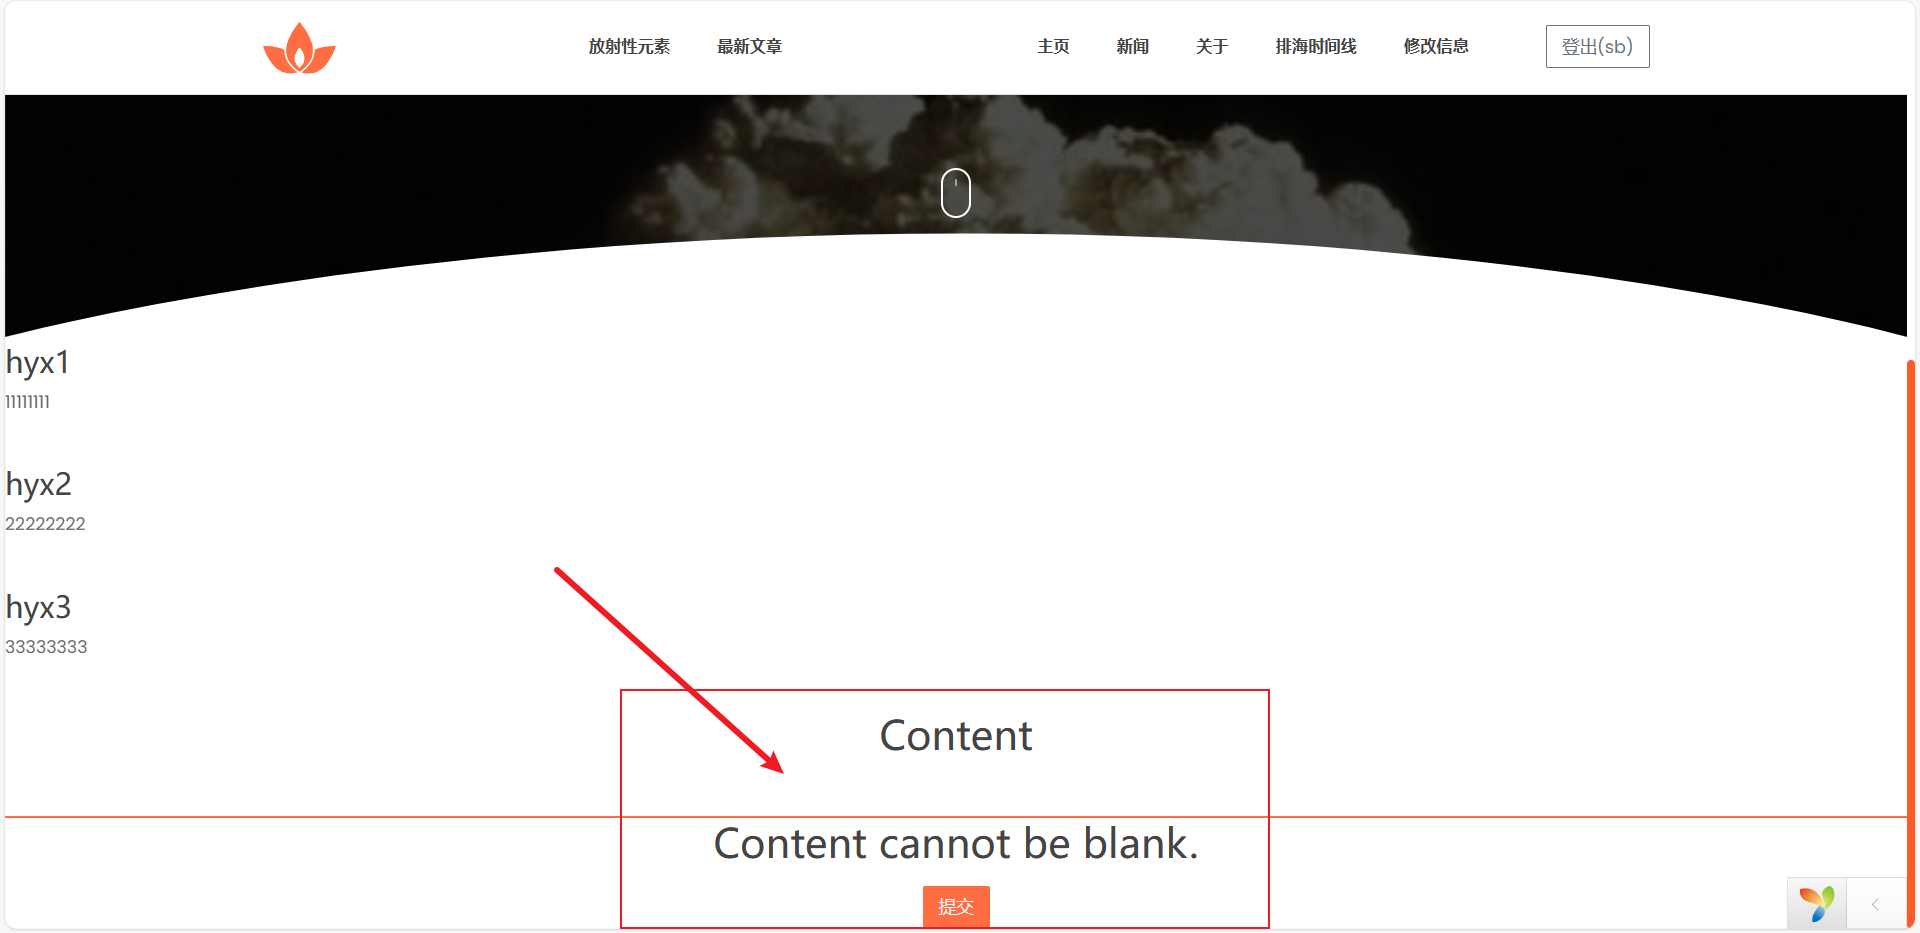 放射性元素 最新文章 主页 新闻 关于 排海时间线 修改信息 登出(sb)
hyx1
11111111
hyx2
22222222
hyx3
33333333
Content
Content cannot be blank.
提交